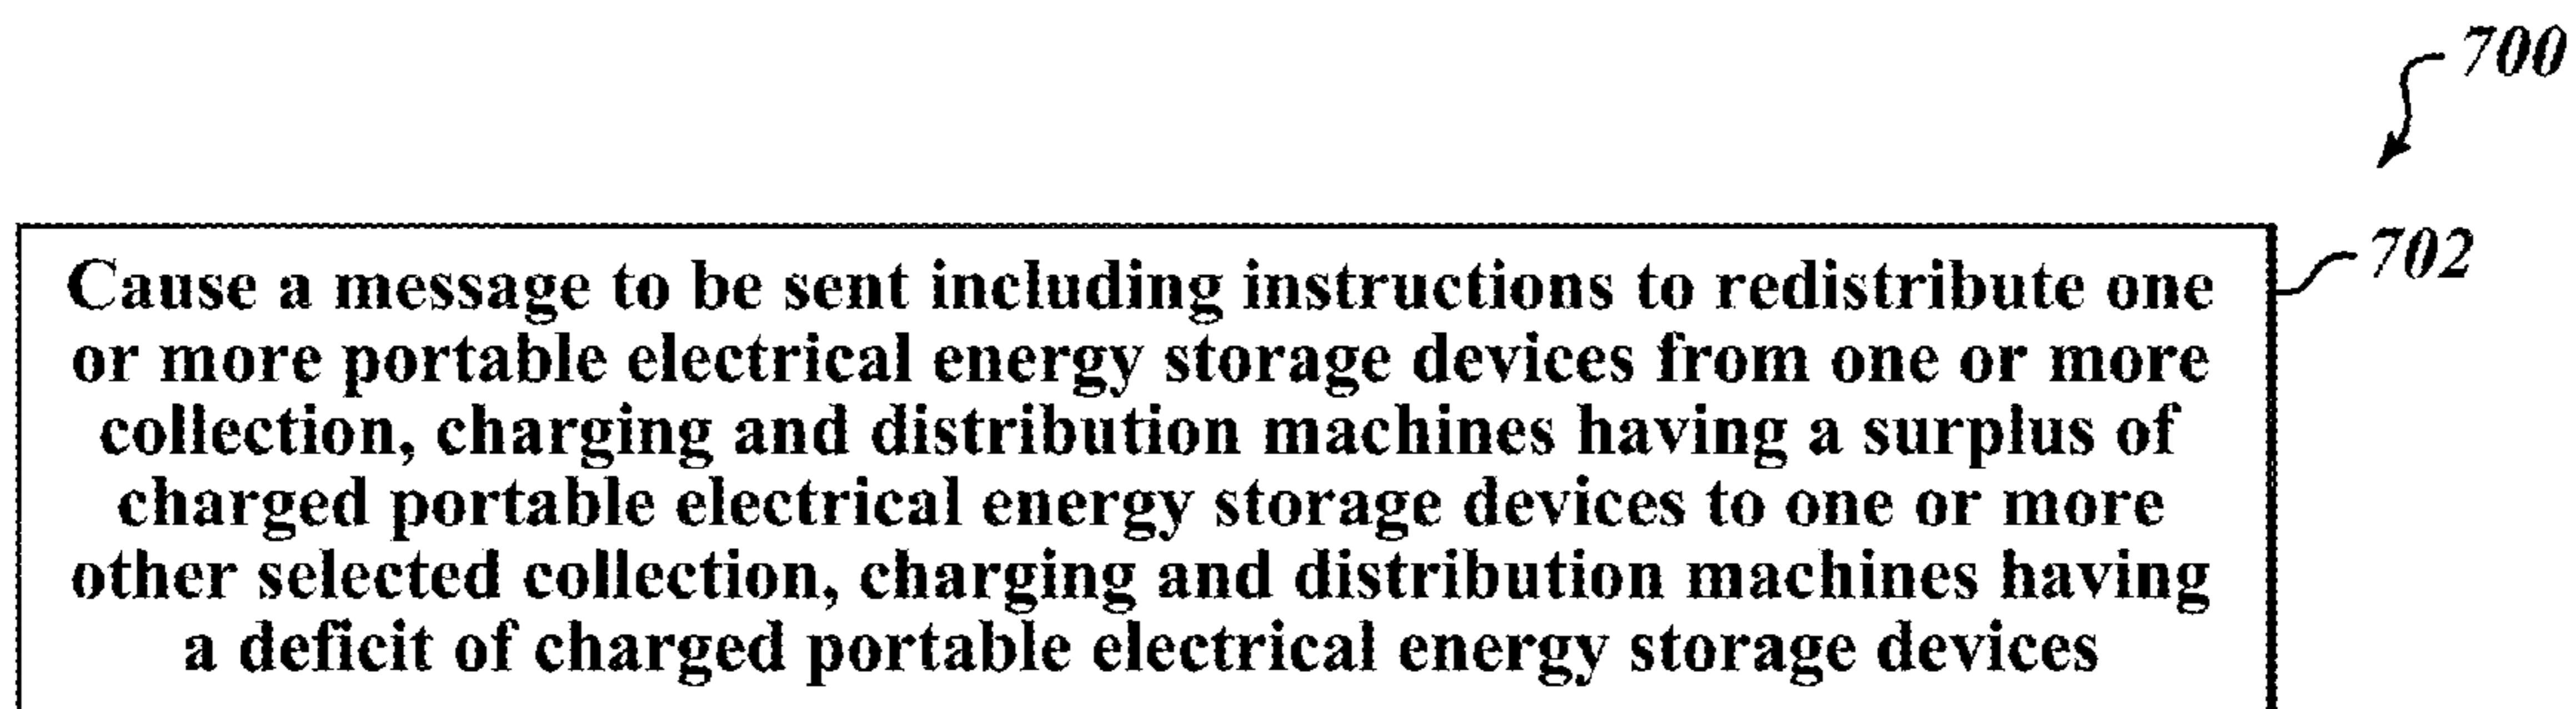 700
702
Cause a message to be sent including instructions to redistribute one
or more portable electrical energy storage devices from one or more
collection, charging and distribution machines having a surplus of
charged portable electrical energy storage devices to one or more
other selected collection, charging and distribution machines having
a deficit of charged portable electrical energy storage devices